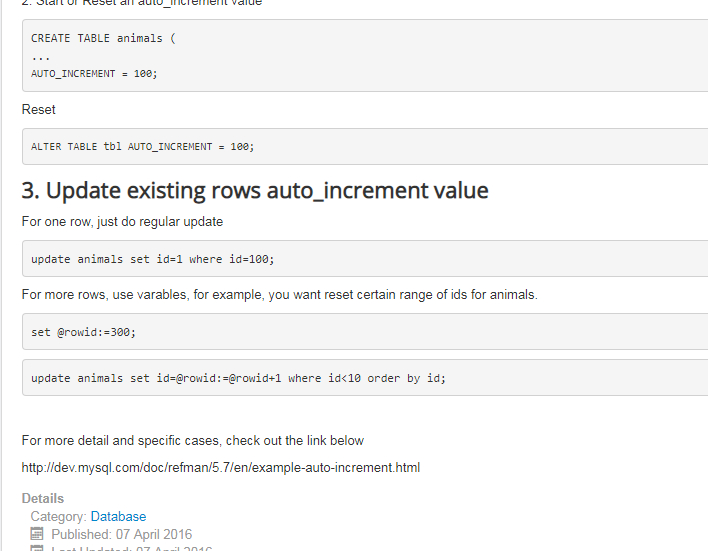 2. Start or Reset an auto_increment value
CREATE TABLE animals (
...
AUTO_INCREMENT = 100;
Reset
ALTER TABLE tbl AUTO_INCREMENT = 100;
3. Update existing rows auto_increment value
For one row, just do regular update
update animals set id=1 where id=100;
For more rows, use varables, for example, you want reset certain range of ids for animals.
set @rowid:=300;
update animals set id=@rowid:=@rowid+1 where id<10 order by id;
For more detail and specific cases, check out the link below
http://dev.mysql.com/doc/refman/5.7/en/example-auto-increment.html
Details
Category: Database
Published: 07 April 2016
Last Updated: 07 April 2016